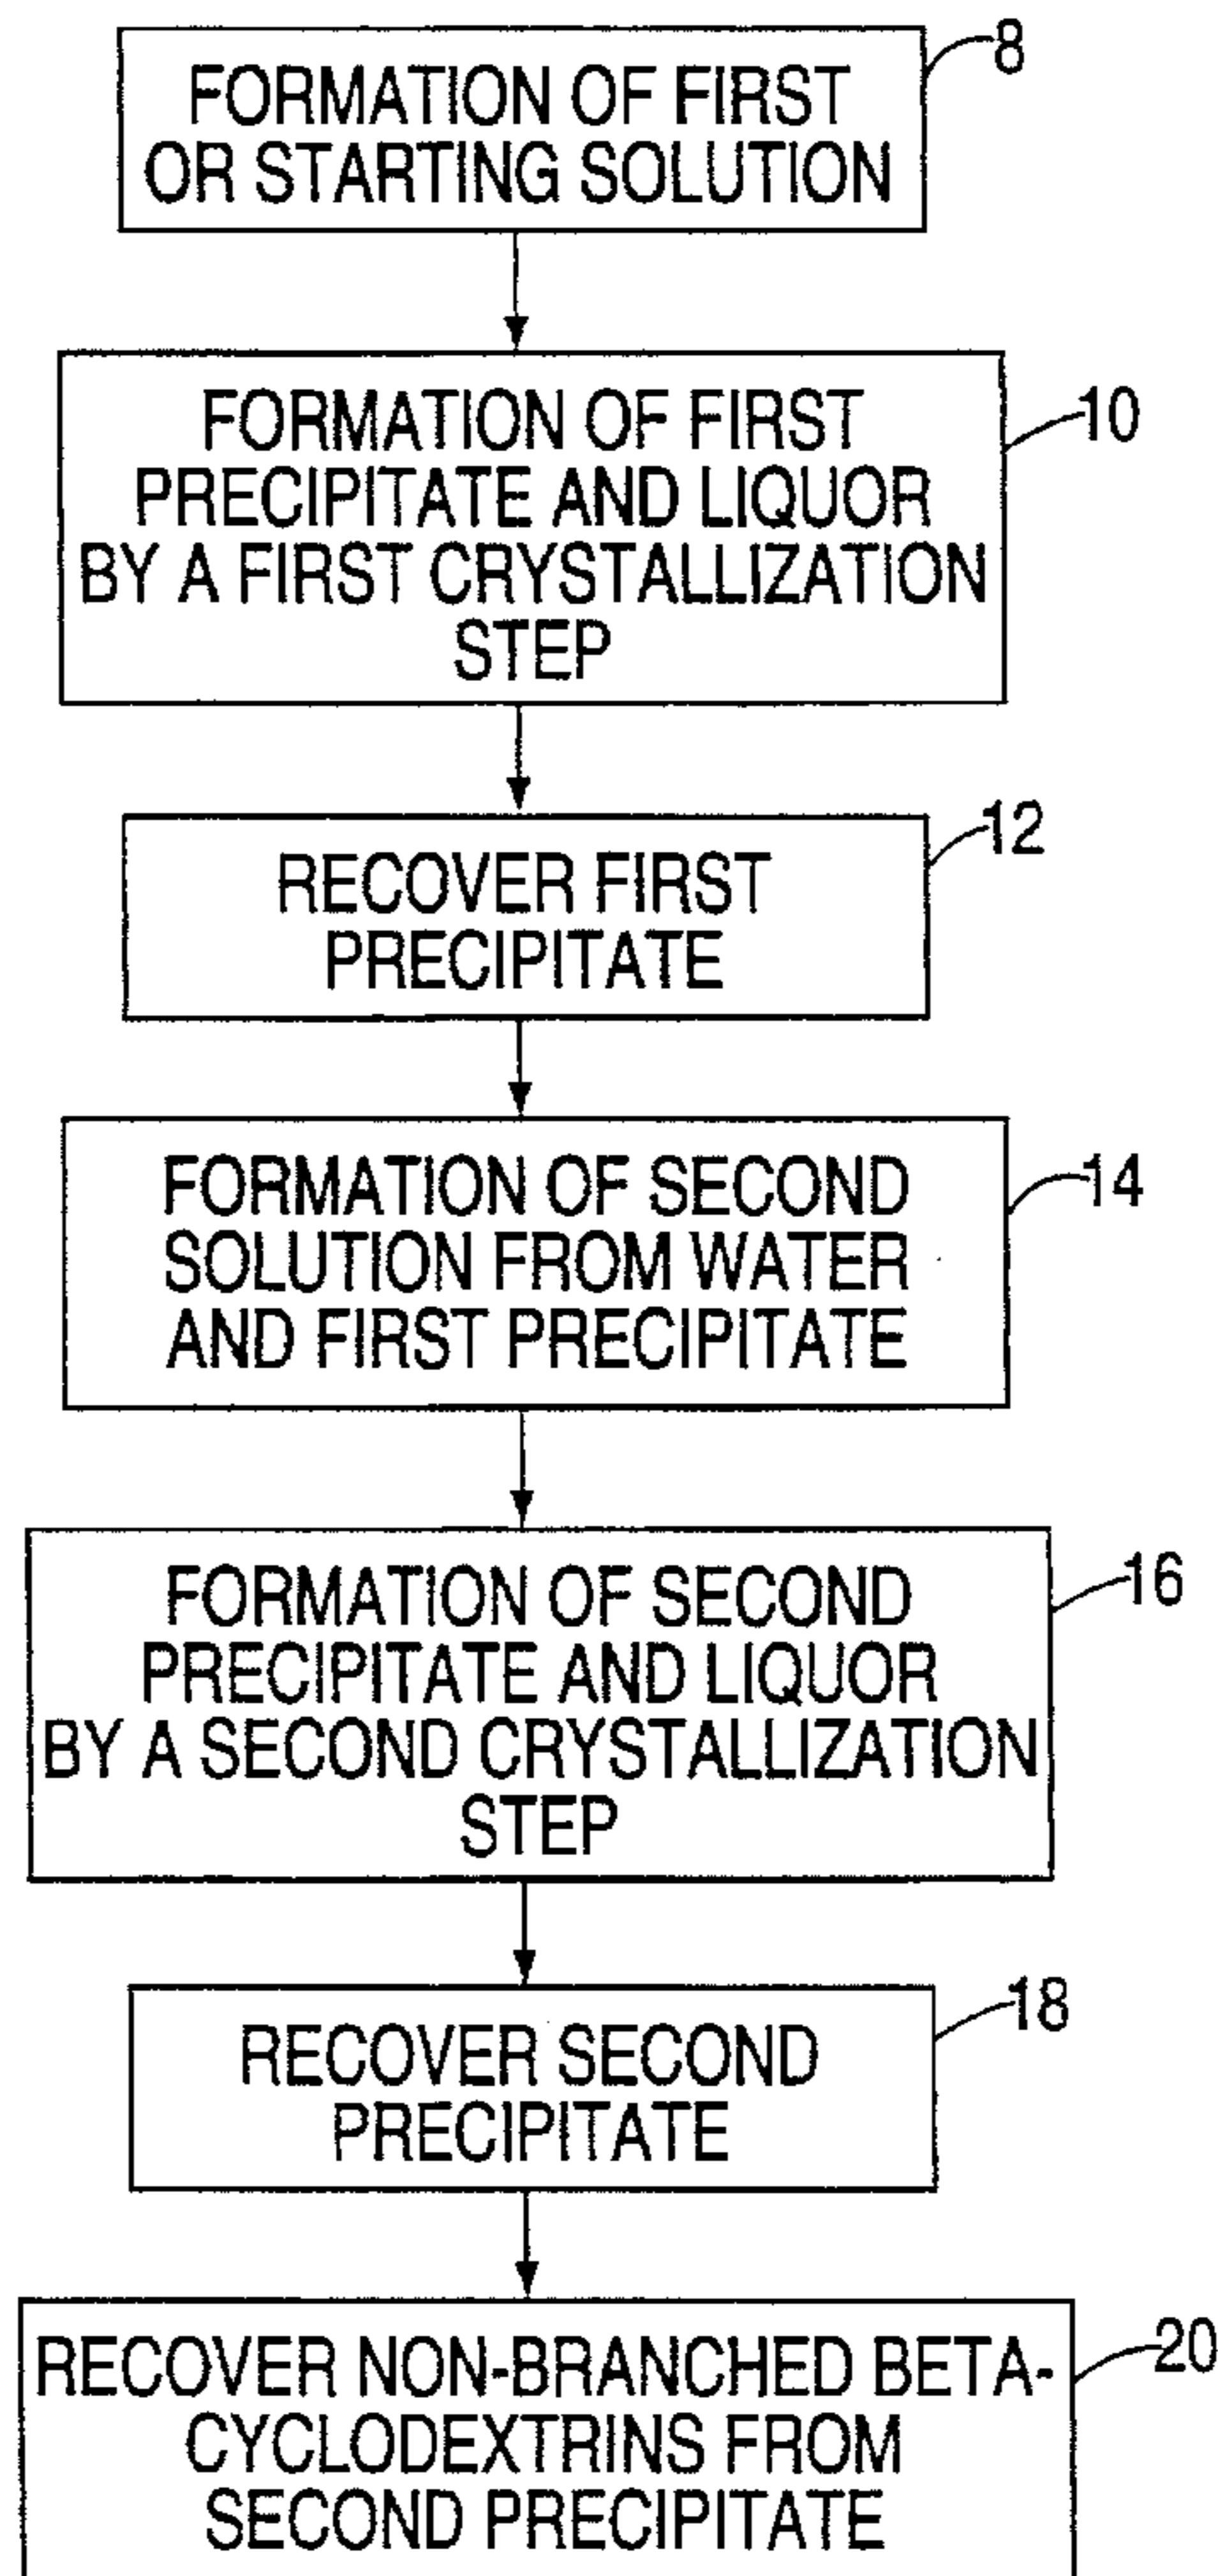 8
FORMATION OF FIRST
OR STARTING SOLUTION
10
FORMATION OF FIRST
PRECIPITATE AND LIQUOR
BY A FIRST CRYSTALLIZATION
STEP
12
RECOVER FIRST
PRECIPITATE
14
FORMATION OF SECOND
SOLUTION FROM WATER
AND FIRST PRECIPITATE
16
FORMATION OF SECOND
PRECIPITATE AND LIQUOR
BY A SECOND CRYSTALLIZATION
STEP
18
RECOVER SECOND
PRECIPITATE
20
RECOVER NON-BRANCHED BETA-
CYCLODEXTRINS FROM
SECOND PRECIPITATE